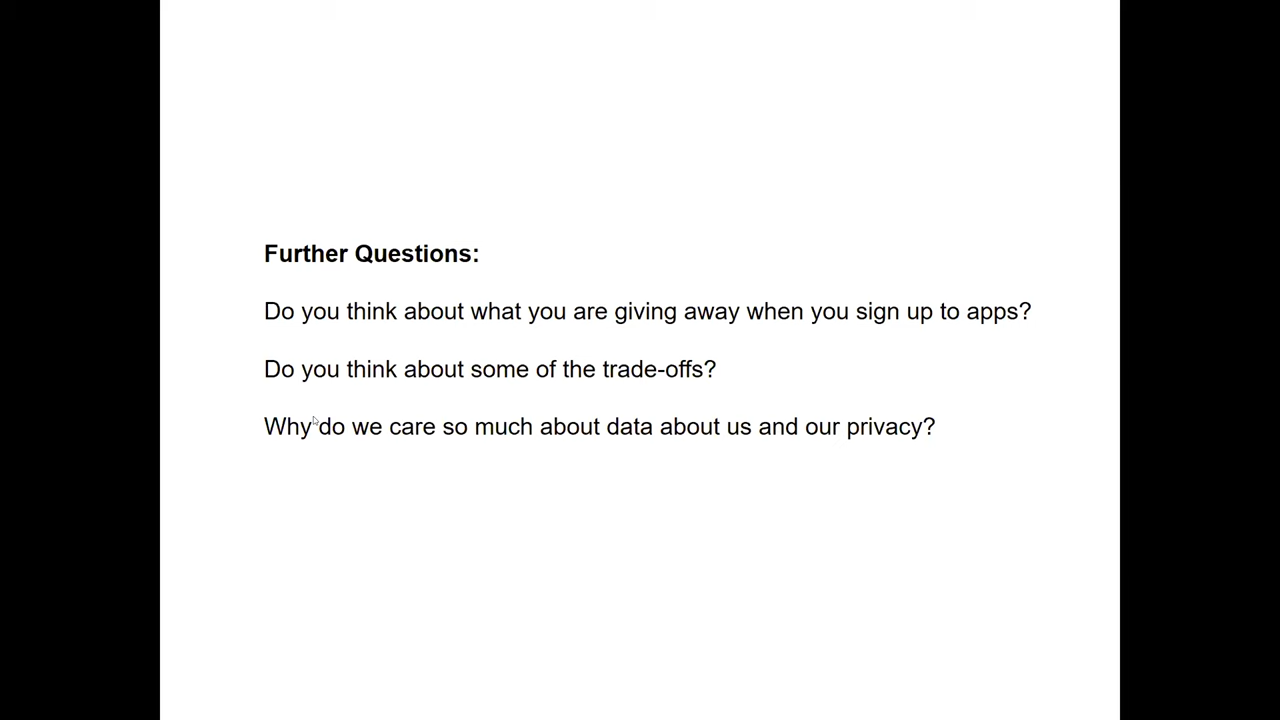 Further Questions:
Do you think about what you are giving away when you sign up to apps?
Do you think about some of the trade-offs?
Why do we care so much about data about us and our privacy?